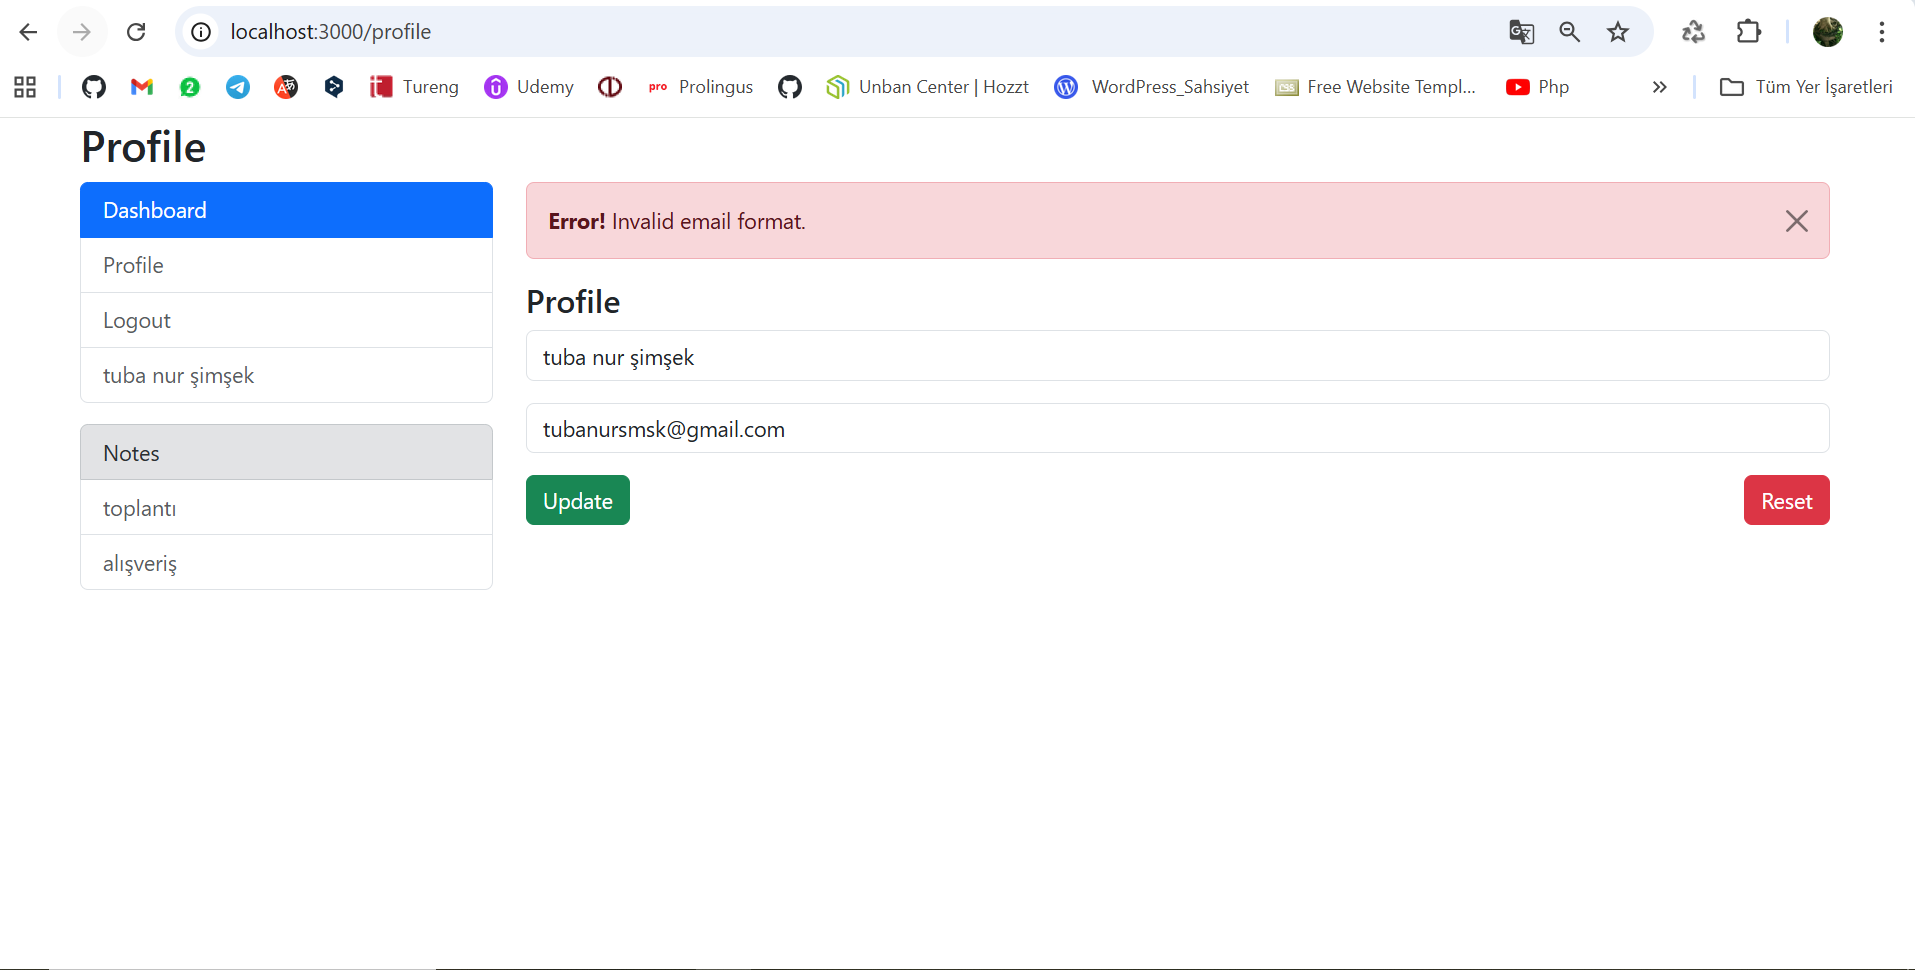 localhost:3000/profile
2
Tureng
Udemy
pro Prolingus
Unban Center | Hozzt
WordPress_Sahsiyet
CSS Free Website Templ...
Php
Tüm Yer İşaretleri
Profile
Dashboard
Profile
Logout
tuba nur şimşek
Notes
toplantı
alışveriş
Error! Invalid email format.
Profile
tuba nur şimşek
tubanursmsk@gmail.com
Update
Reset